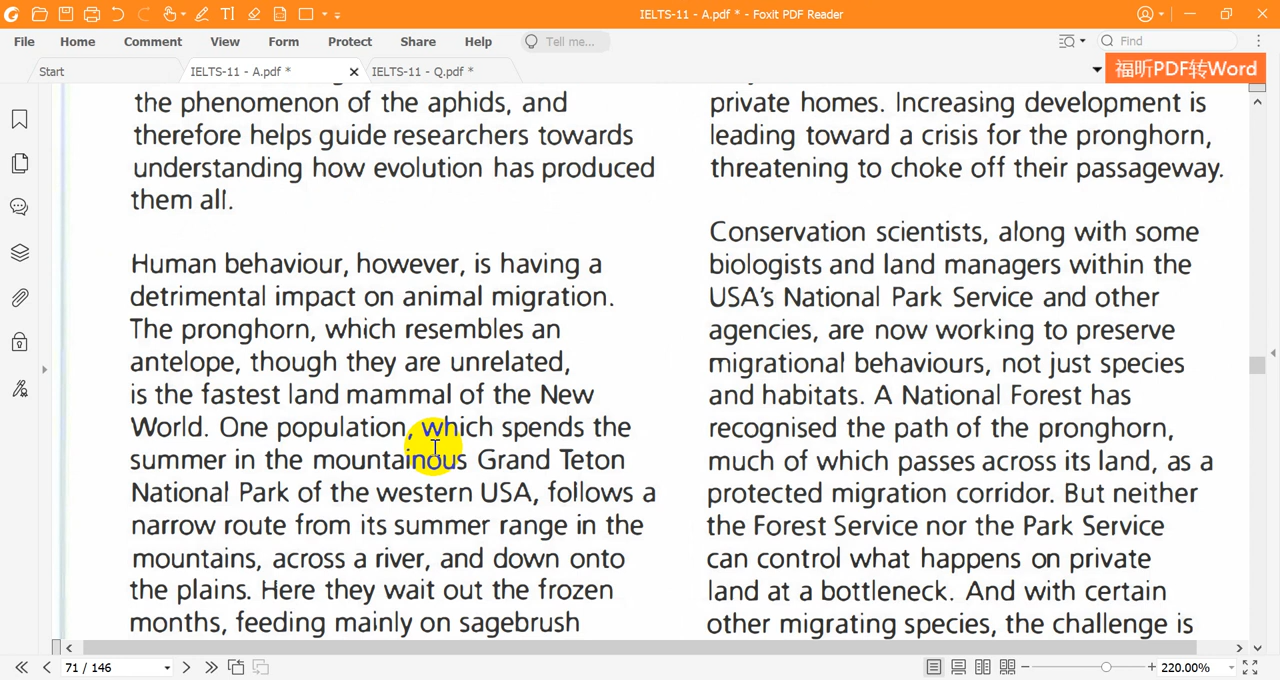 IELTS-11 - A.pdf * - Foxit PDF Reader
File Home Comment View Form Protect Share Help Tell me... Find
Start IELTS-11 - A.pdf * IELTS-11 - Q.pdf * 福昕PDF转Word
the phenomenon of the aphids, and
therefore helps guide researchers towards
understanding how evolution has produced
them all.
Human behaviour, however, is having a
detrimental impact on animal migration.
The pronghorn, which resembles an
antelope, though they are unrelated,
is the fastest land mammal of the New
World. One population, which spends the
summer in the mountainous Grand Teton
National Park of the western USA, follows a
narrow route from its summer range in the
mountains, across a river, and down onto
the plains. Here they wait out the frozen
months, feeding mainly on sagebrush
private homes. Increasing development is
leading toward a crisis for the pronghorn,
threatening to choke off their passageway.
Conservation scientists, along with some
biologists and land managers within the
USA's National Park Service and other
agencies, are now working to preserve
migrational behaviours, not just species
and habitats. A National Forest has
recognised the path of the pronghorn,
much of which passes across its land, as a
protected migration corridor. But neither
the Forest Service nor the Park Service
can control what happens on private
land at a bottleneck. And with certain
other migrating species, the challenge is
71 / 146 220.00%